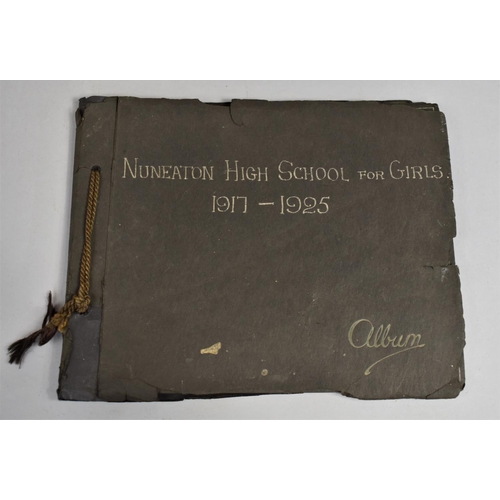 NUNEATON HIGH SCHOOL FOR GIRLS.
1917 - 1925
Album